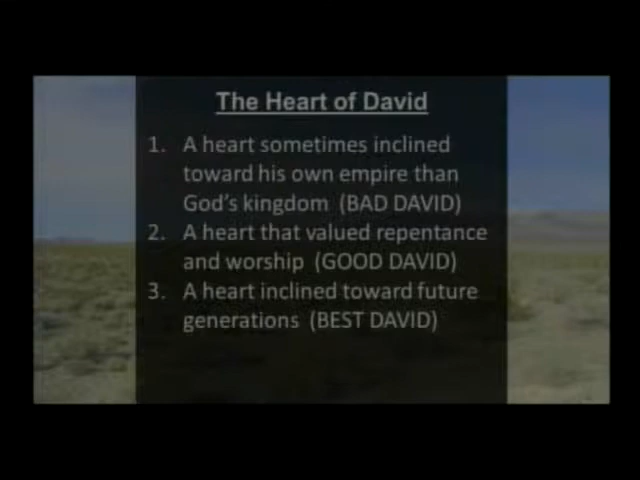 The Heart of David
1. A heart sometimes inclined
toward his own empire than
God's kingdom (BAD DAVID)
2. A heart that valued repentance
and worship (GOOD DAVID)
3. A heart inclined toward future
generations (BEST DAVID)